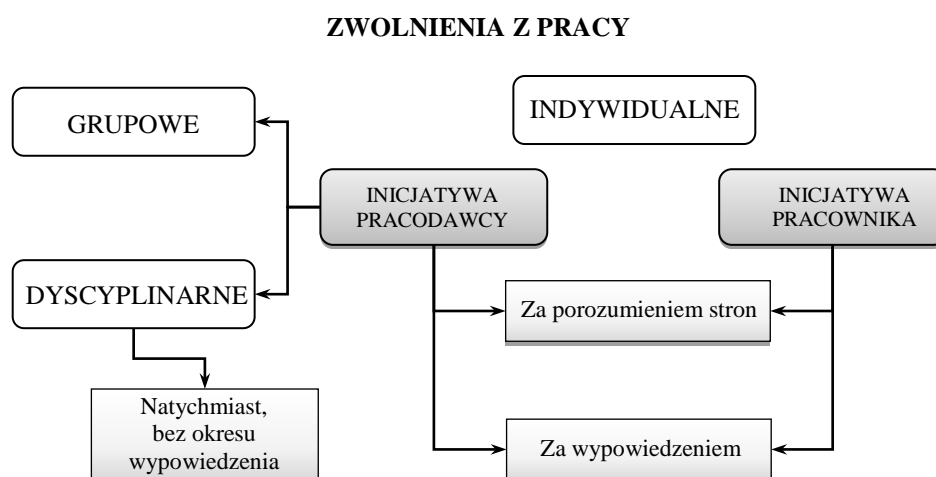 ZWOLNIENIA Z PRACY
GRUPOWE
INDYWIDUALNE
INICJATYWA
PRACODAWCY
INICJATYWA
PRACOWNIKA
DYSCYPLINARNE
Za porozumieniem stron
Natychmiast,
bez okresu
wypowiedzenia
Za wypowiedzeniem